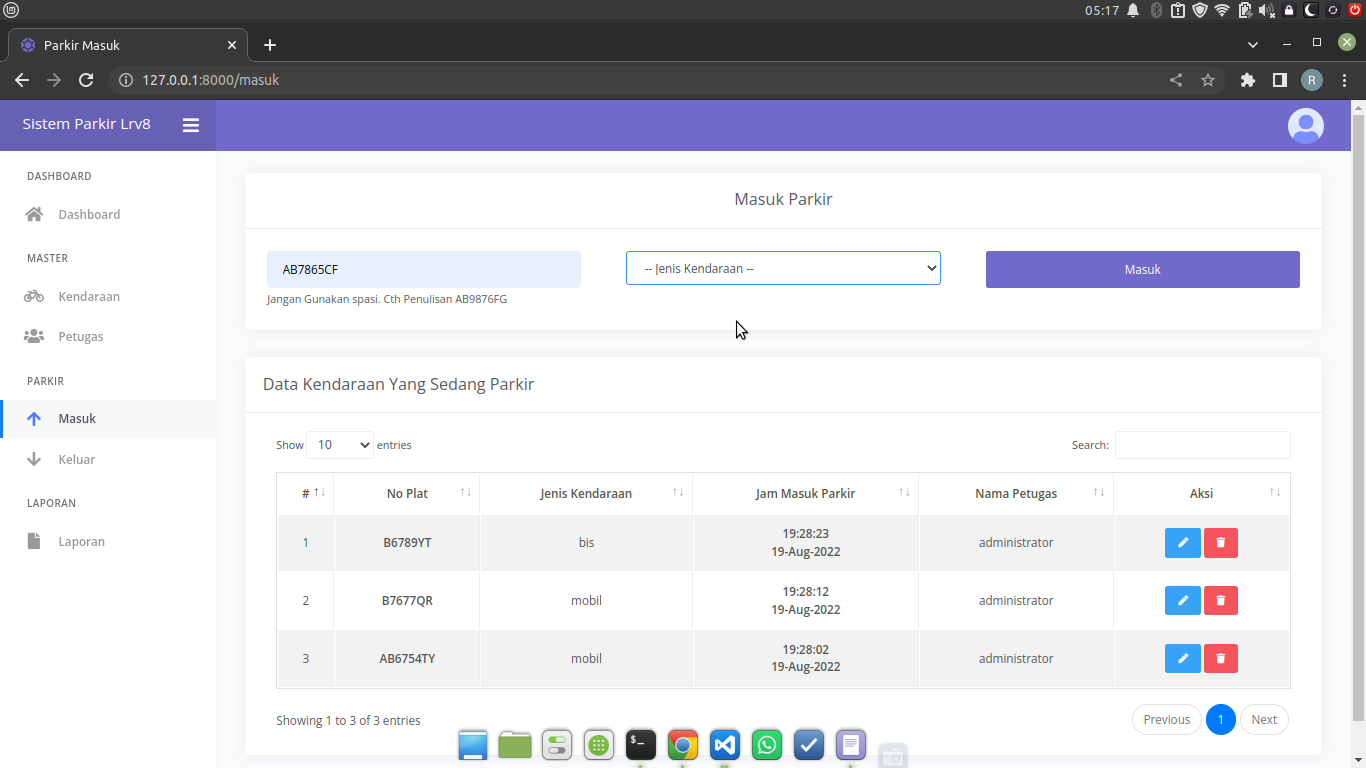 05:17
Parkir Masuk
127.0.0.1:8000/masuk
R
Sistem Parkir Lrv8
DASHBOARD
Dashboard
MASTER
Kendaraan
Petugas
PARKIR
Masuk
Keluar
LAPORAN
Laporan
Masuk Parkir
AB7865CF
-- Jenis Kendaraan --
Masuk
Jangan Gunakan spasi. Cth Penulisan AB9876FG
Data Kendaraan Yang Sedang Parkir
Show 10 entries
Search:
# No Plat Jenis Kendaraan Jam Masuk Parkir Nama Petugas Aksi
1 B6789YT bis 19:28:23 19-Aug-2022 administrator
2 B7677QR mobil 19:28:12 19-Aug-2022 administrator
3 AB6754TY mobil 19:28:02 19-Aug-2022 administrator
Showing 1 to 3 of 3 entries
Previous 1 Next